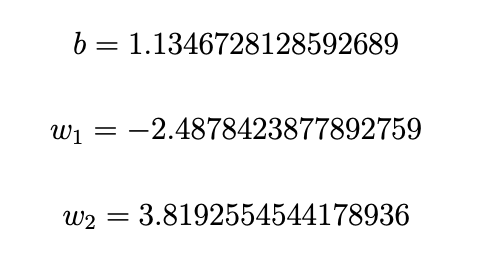 b = 1.1346728128592689
w₁ = −2.4878423877892759
w₂ = 3.8192554544178936